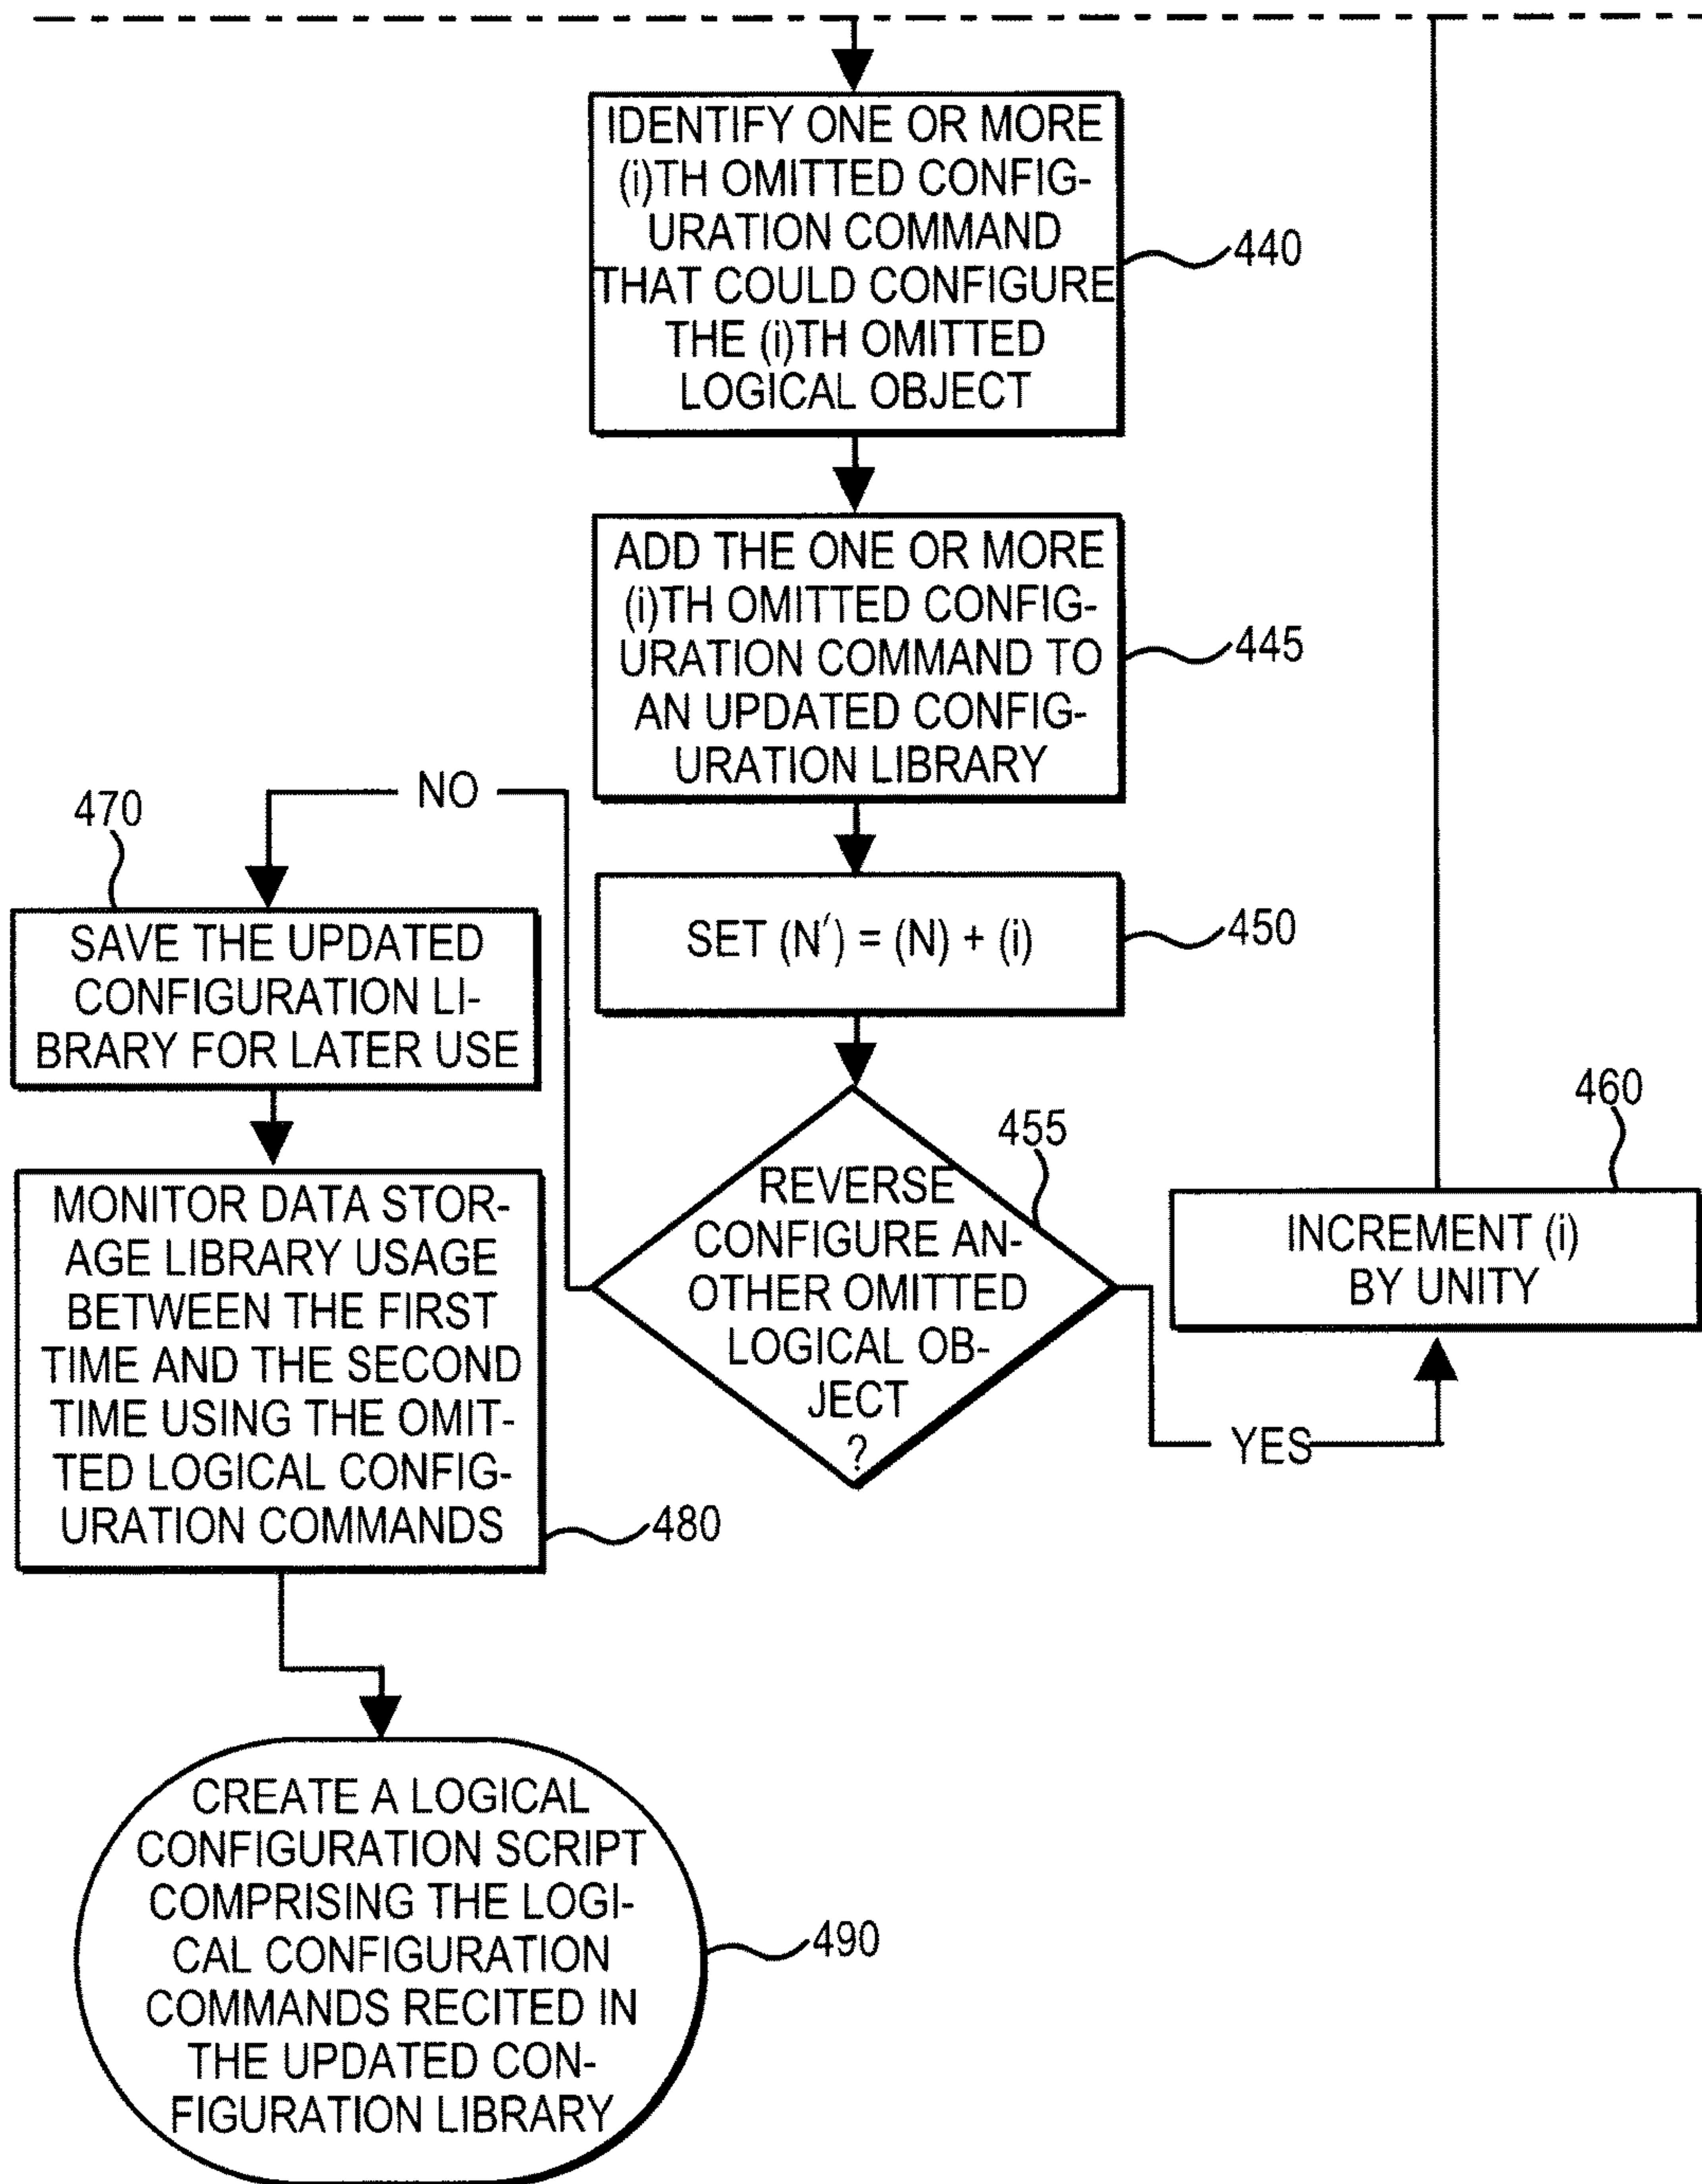 IDENTIFY ONE OR MORE
(i)TH OMITTED CONFIG-
URATION COMMAND
THAT COULD CONFIGURE
THE (i)TH OMITTED
LOGICAL OBJECT
440
ADD THE ONE OR MORE
(i)TH OMITTED CONFIG-
URATION COMMAND TO
AN UPDATED CONFIG-
URATION LIBRARY
445
NO
470
SET (N′) = (N) + (i)
450
SAVE THE UPDATED
CONFIGURATION LI-
BRARY FOR LATER USE
455
REVERSE
CONFIGURE AN-
OTHER OMITTED
LOGICAL OB-
JECT
?
460
INCREMENT (i)
BY UNITY
YES
MONITOR DATA STOR-
AGE LIBRARY USAGE
BETWEEN THE FIRST
TIME AND THE SECOND
TIME USING THE OMIT-
TED LOGICAL CONFIG-
URATION COMMANDS
480
CREATE A LOGICAL
CONFIGURATION SCRIPT
COMPRISING THE LOGI-
CAL CONFIGURATION
COMMANDS RECITED IN
THE UPDATED CON-
FIGURATION LIBRARY
490